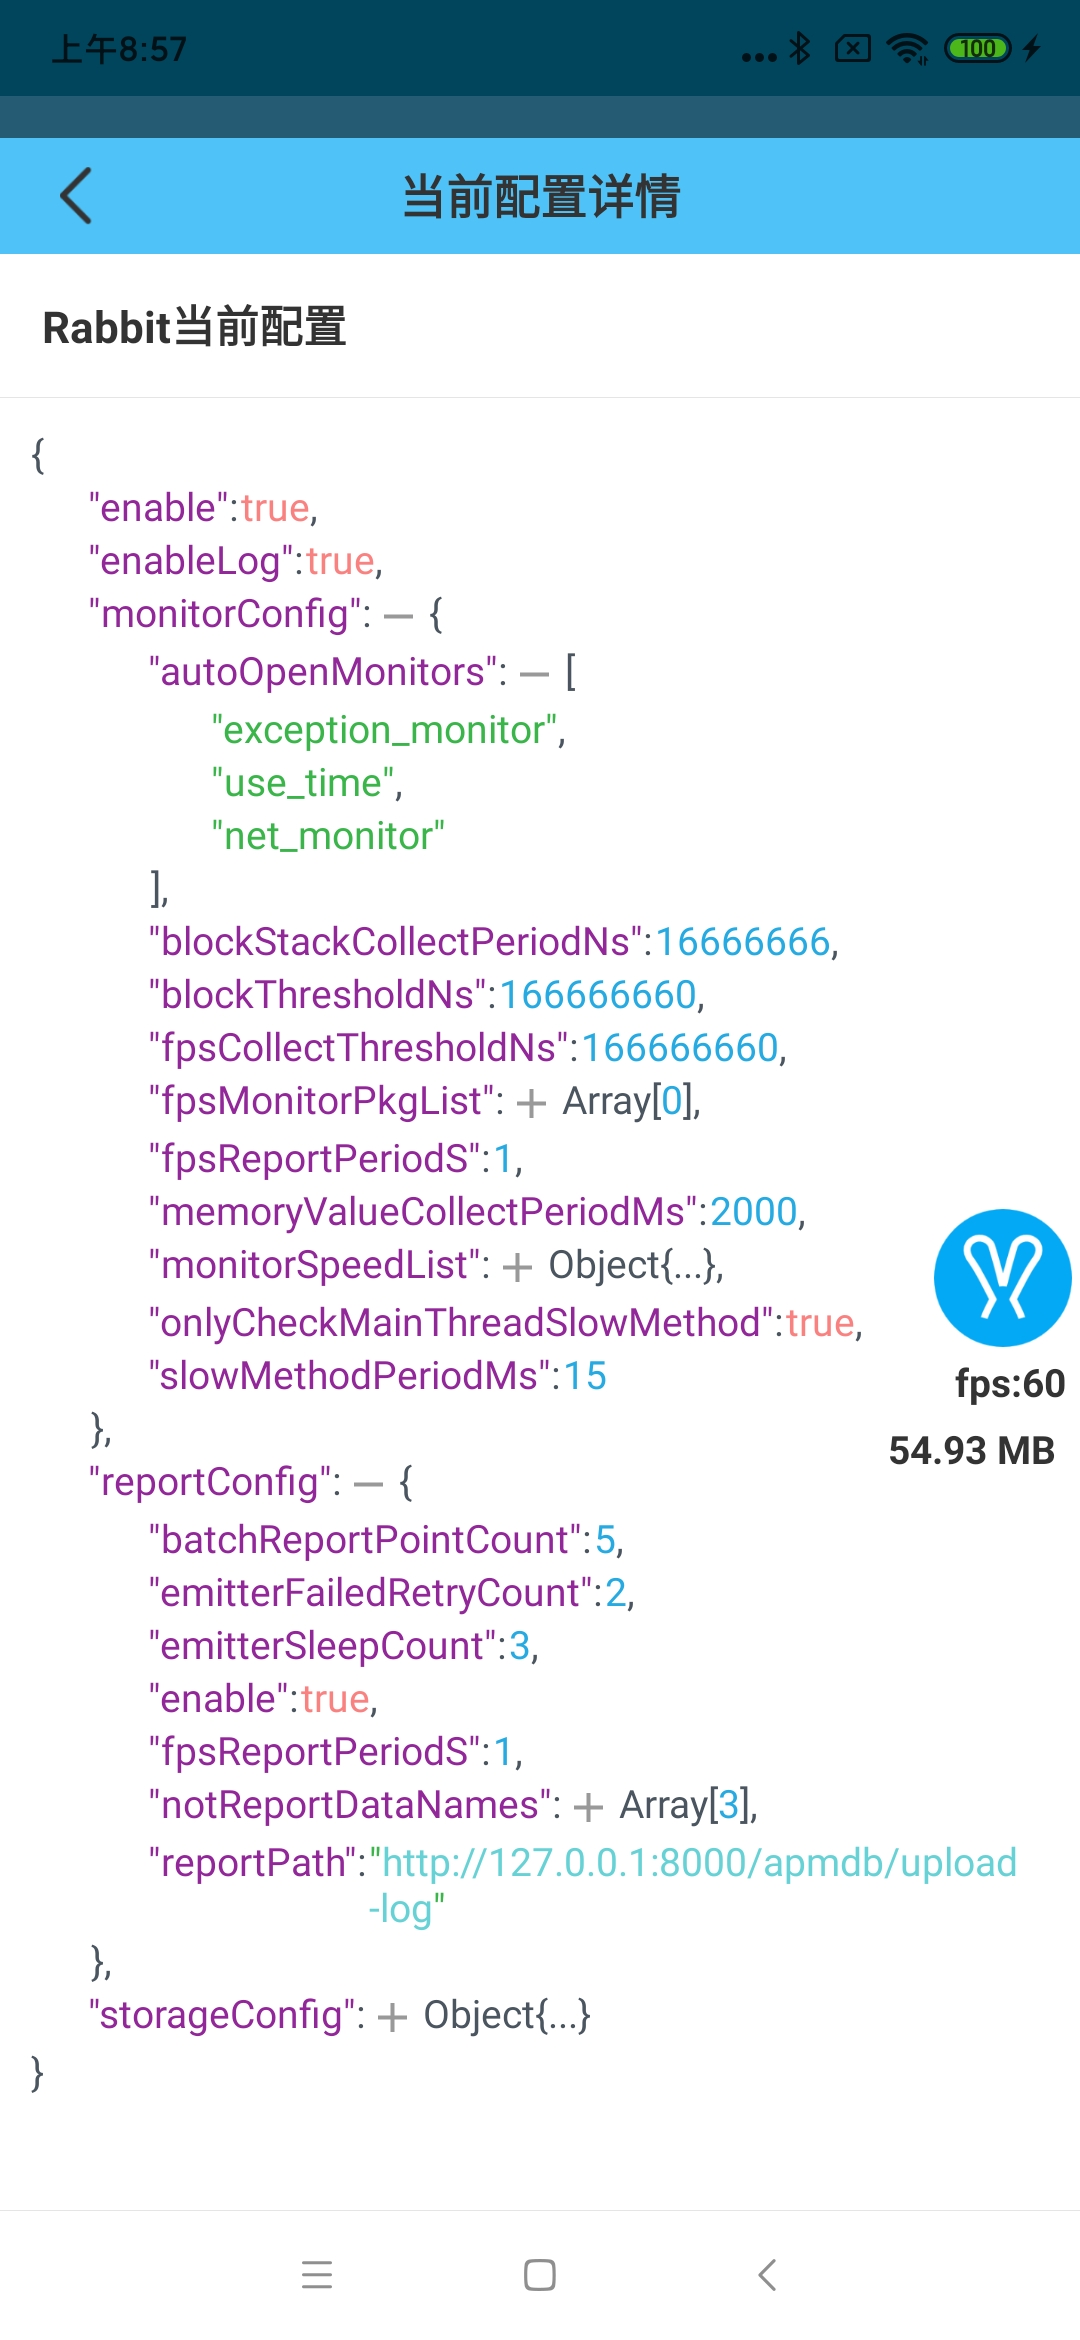 上午8:57
100
当前配置详情
Rabbit当前配置
{
"enable":true,
"enableLog":true,
"monitorConfig": — {
"autoOpenMonitors": — [
"exception_monitor",
"use_time",
"net_monitor"
],
"blockStackCollectPeriodNs":16666666,
"blockThresholdNs":166666660,
"fpsCollectThresholdNs":166666660,
"fpsMonitorPkgList": + Array[0],
"fpsReportPeriodS":1,
"memoryValueCollectPeriodMs":2000,
"monitorSpeedList": + Object{...},
"onlyCheckMainThreadSlowMethod":true,
"slowMethodPeriodMs":15
fps:60
},
54.93 MB
"reportConfig": — {
"batchReportPointCount":5,
"emitterFailedRetryCount":2,
"emitterSleepCount":3,
"enable":true,
"fpsReportPeriodS":1,
"notReportDataNames": + Array[3],
"reportPath":"http://127.0.0.1:8000/apmdb/upload
-log"
},
"storageConfig": + Object{...}
}